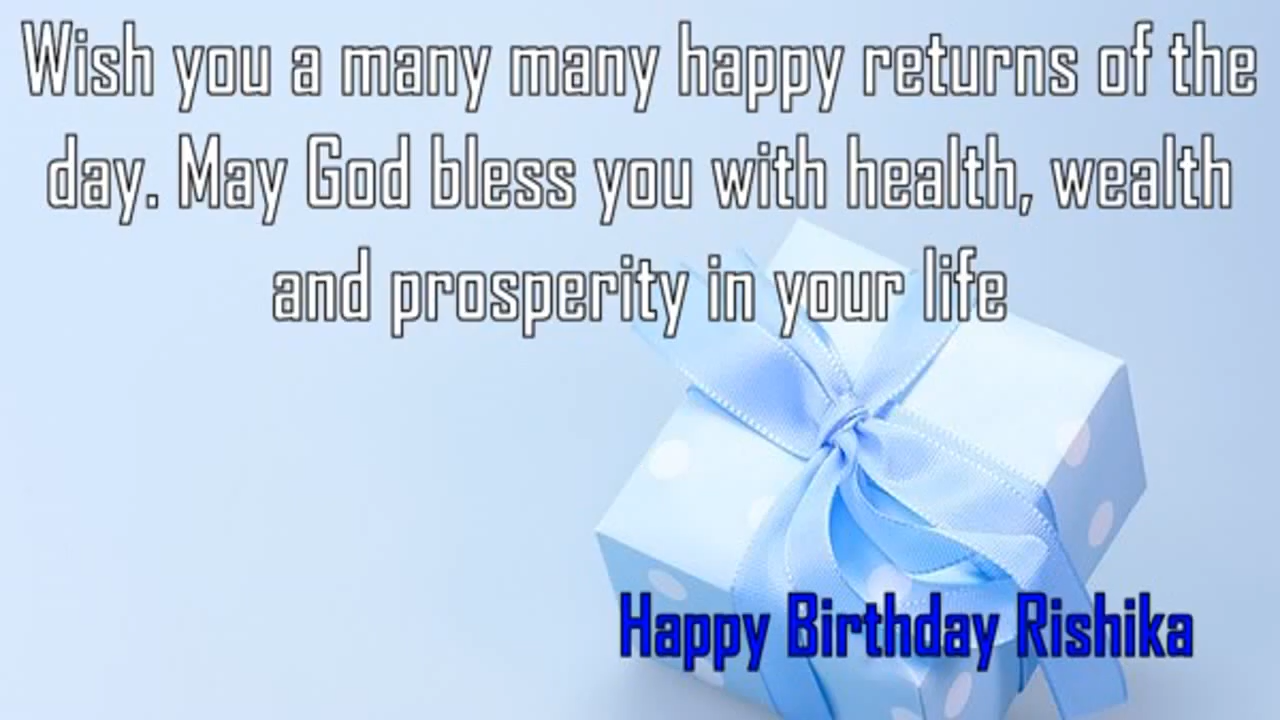 Wish you a many many happy returns of the
day. May God bless you with health, wealth
and prosperity in your life
Happy Birthday Rishika